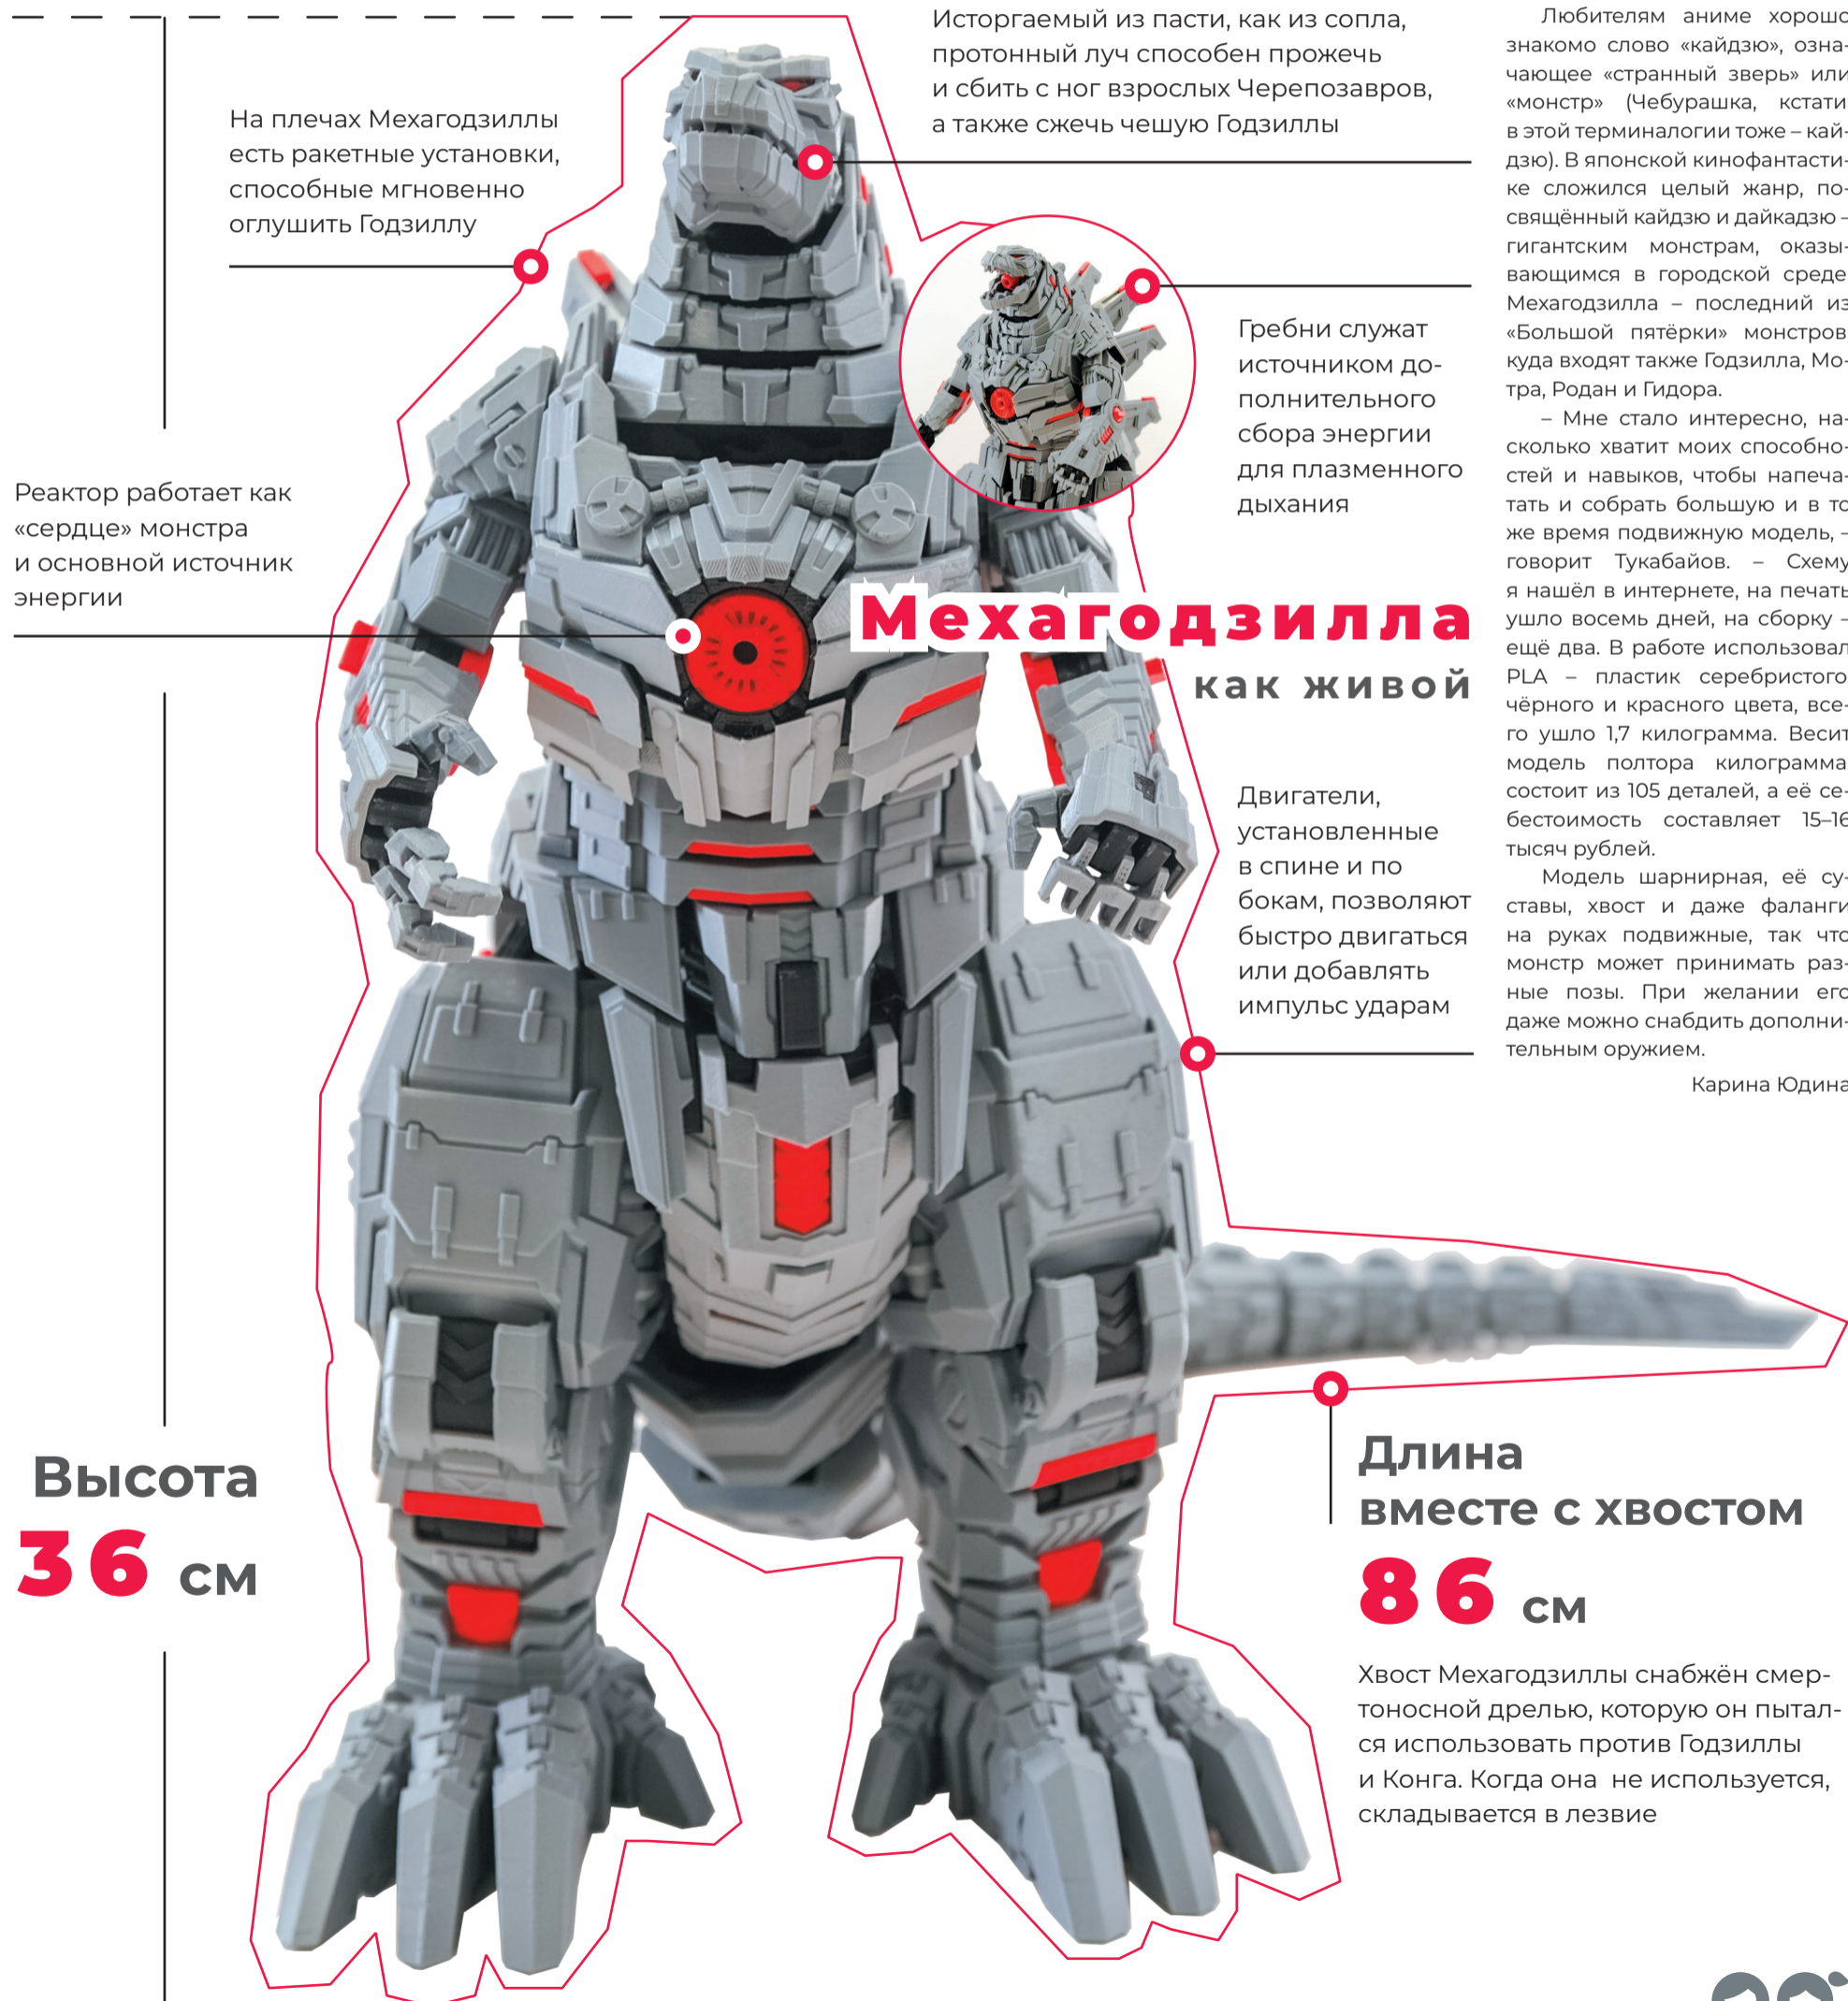 Исторгаемый из пасти, как из сопла,
протонный луч способен прожечь
и сбить с ног взрослых Черепозавров,
а также сжечь чешую Годзиллы
На плечах Мехагодзиллы
есть ракетные установки,
способные мгновенно
оглушить Годзиллу
Гребни служат
источником до-
полнительного
сбора энергии
для плазменного
дыхания
Реактор работает как
«сердце» монстра
и основной источник
энергии
Мехагодзилла
как живой
Двигатели,
установленные
в спине и по
бокам, позволяют
быстро двигаться
или добавлять
импульс ударам
Высота
36 см
Длина
вместе с хвостом
86 см
Хвост Мехагодзиллы снабжён смер-
тоносной дрелью, которую он пытал-
ся использовать против Годзиллы
и Конга. Когда она не используется,
складывается в лезвие
Любителям аниме хорошо
знакомо слово «кайдзю», озна-
чающее «странный зверь» или
«монстр» (Чебурашка, кстати
в этой терминалогии тоже – кай-
дзю). В японской кинофантасти-
ке сложился целый жанр, по-
свящённый кайдзю и дайкадзю –
гигантским монстрам, оказы-
вающимся в городской среде
Мехагодзилла – последний из
«Большой пятёрки» монстров
куда входят также Годзилла, Мо-
тра, Родан и Гидора.
– Мне стало интересно, на-
сколько хватит моих способно-
стей и навыков, чтобы напеча-
тать и собрать большую и в то
же время подвижную модель, –
говорит Тукабайов. – Схему
я нашёл в интернете, на печать
ушло восемь дней, на сборку –
ещё два. В работе использовал
PLA – пластик серебристого
чёрного и красного цвета, все-
го ушло 1,7 килограмма. Весит
модель полтора килограмма
состоит из 105 деталей, а её се-
бестоимость составляет 15–16
тысяч рублей.
Модель шарнирная, её су-
ставы, хвост и даже фаланги
на руках подвижные, так что
монстр может принимать раз-
ные позы. При желании его
даже можно снабдить дополни-
тельным оружием.
Карина Юдина